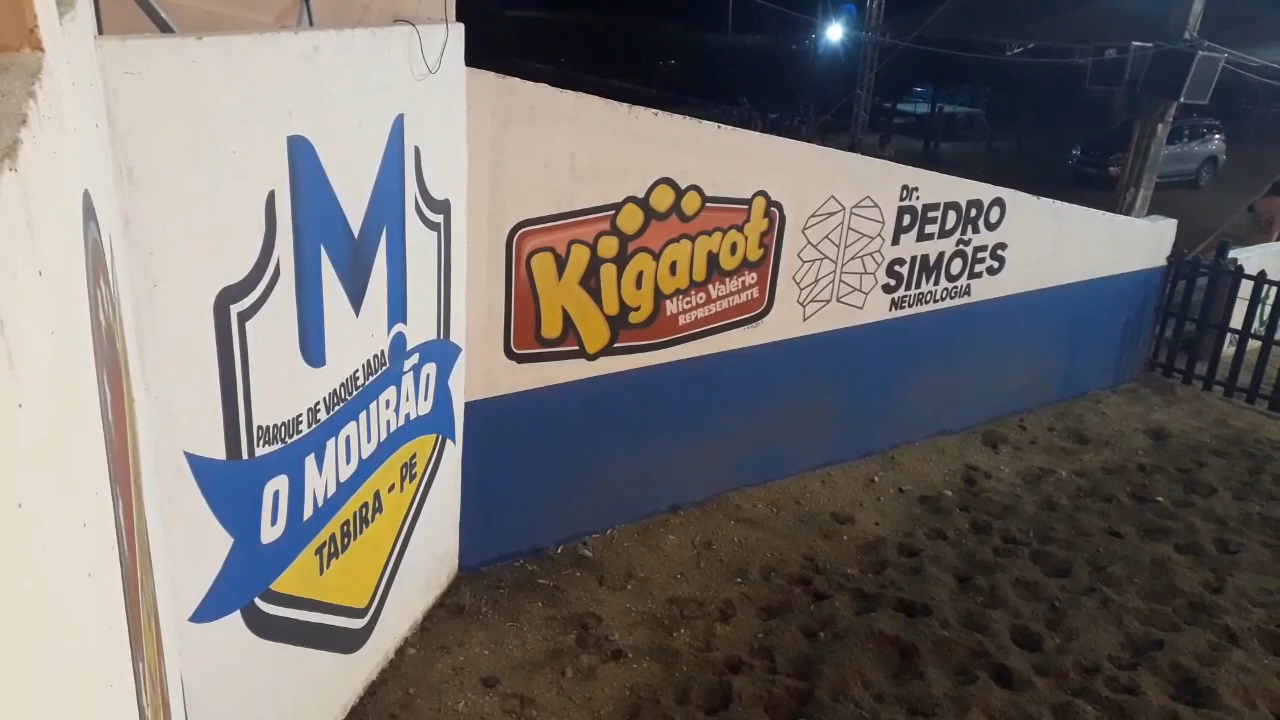 M
PARQUE DE VAQUEJADA
O MOURÃO
TABIRA - PE
Kigarot
Nício Valério
REPRESENTANTE
Dr.
PEDRO
SIMÕES
NEUROLOGIA